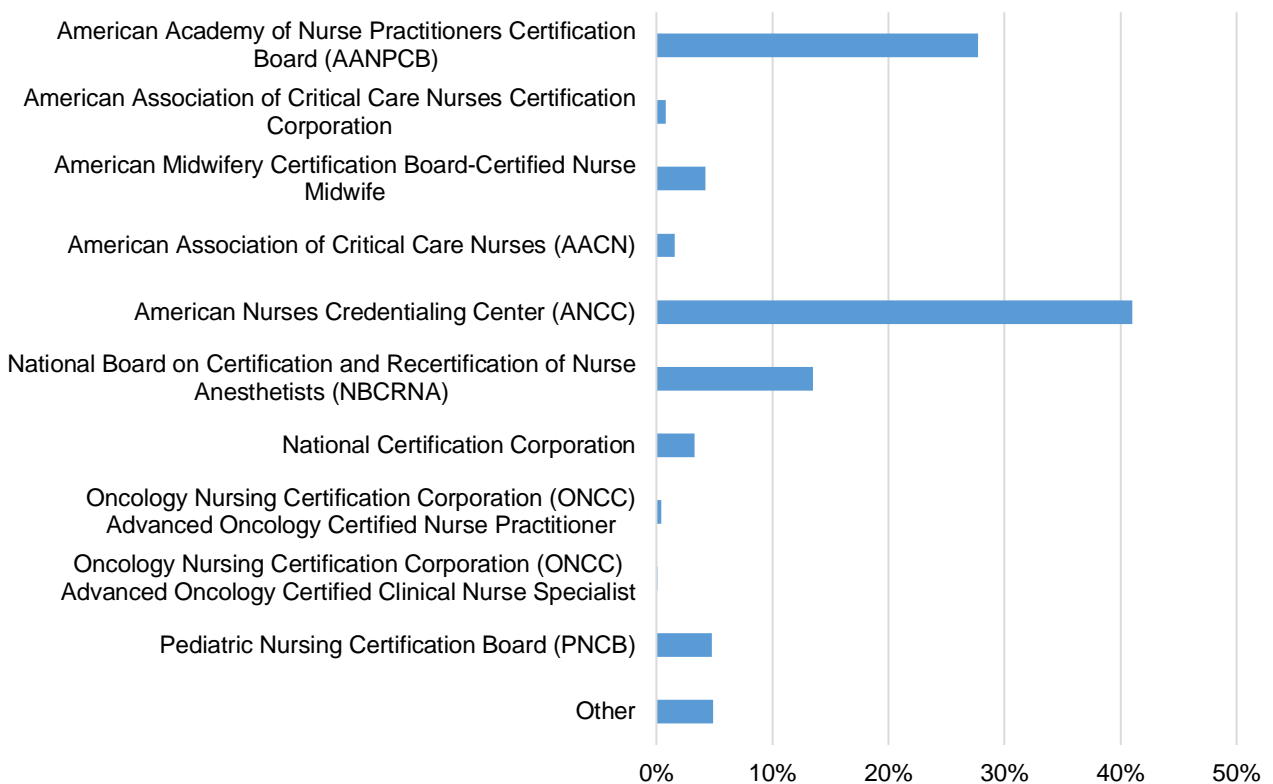 American Academy of Nurse Practitioners Certification
Board (AANPCB)
American Association of Critical Care Nurses Certification
Corporation
American Midwifery Certification Board-Certified Nurse
Midwife
American Association of Critical Care Nurses (AACN)
American Nurses Credentialing Center (ANCC)
National Board on Certification and Recertification of Nurse
Anesthetists (NBCRNA)
National Certification Corporation
Oncology Nursing Certification Corporation (ONCC)
Advanced Oncology Certified Nurse Practitioner
Oncology Nursing Certification Corporation (ONCC)
Advanced Oncology Certified Clinical Nurse Specialist
Pediatric Nursing Certification Board (PNCB)
Other
0% 10% 20% 30% 40% 50%